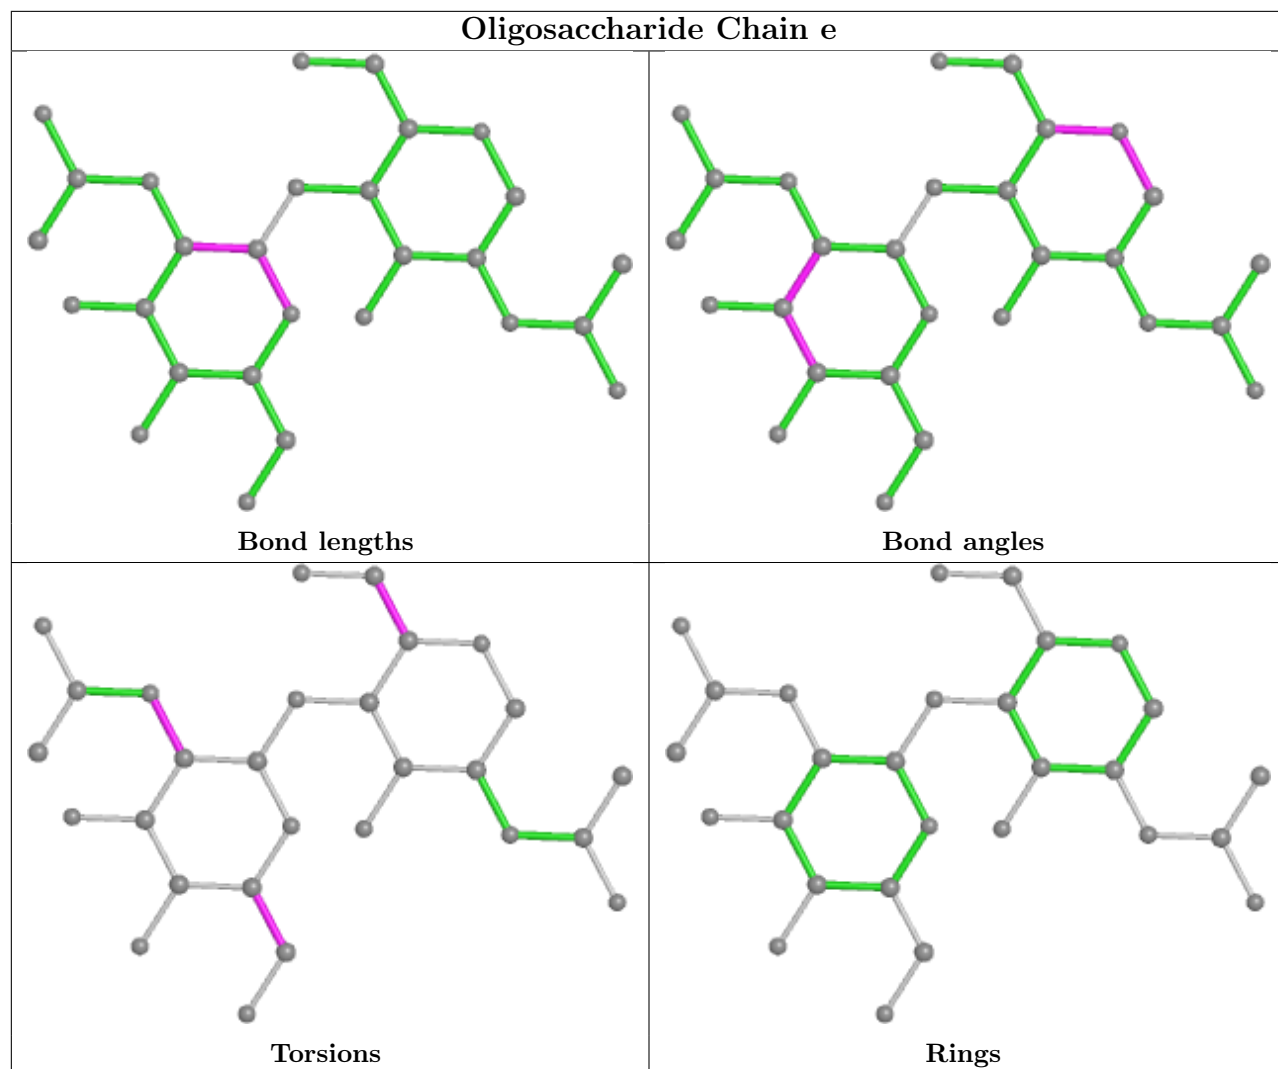 Oligosaccharide Chain e
Bond lengths
Bond angles
Torsions
Rings